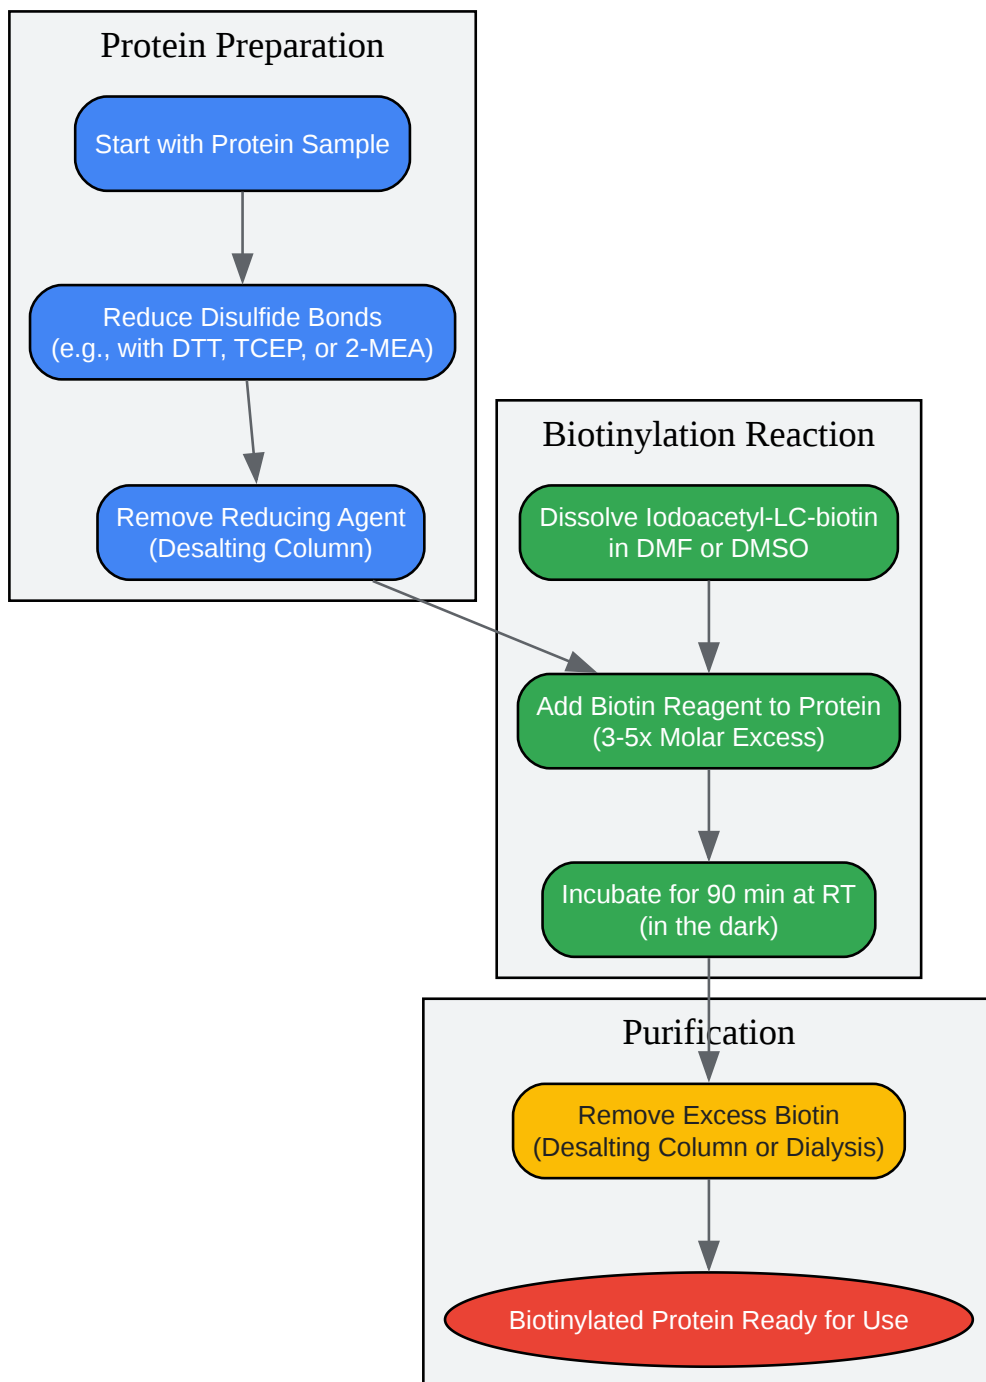 Protein Preparation
Start with Protein Sample
Reduce Disulfide Bonds
(e.g., with DTT, TCEP, or 2-MEA)
Remove Reducing Agent
(Desalting Column)
Biotinylation Reaction
Dissolve Iodoacetyl-LC-biotin
in DMF or DMSO
Add Biotin Reagent to Protein
(3-5x Molar Excess)
Incubate for 90 min at RT
(in the dark)
Purification
Remove Excess Biotin
(Desalting Column or Dialysis)
Biotinylated Protein Ready for Use